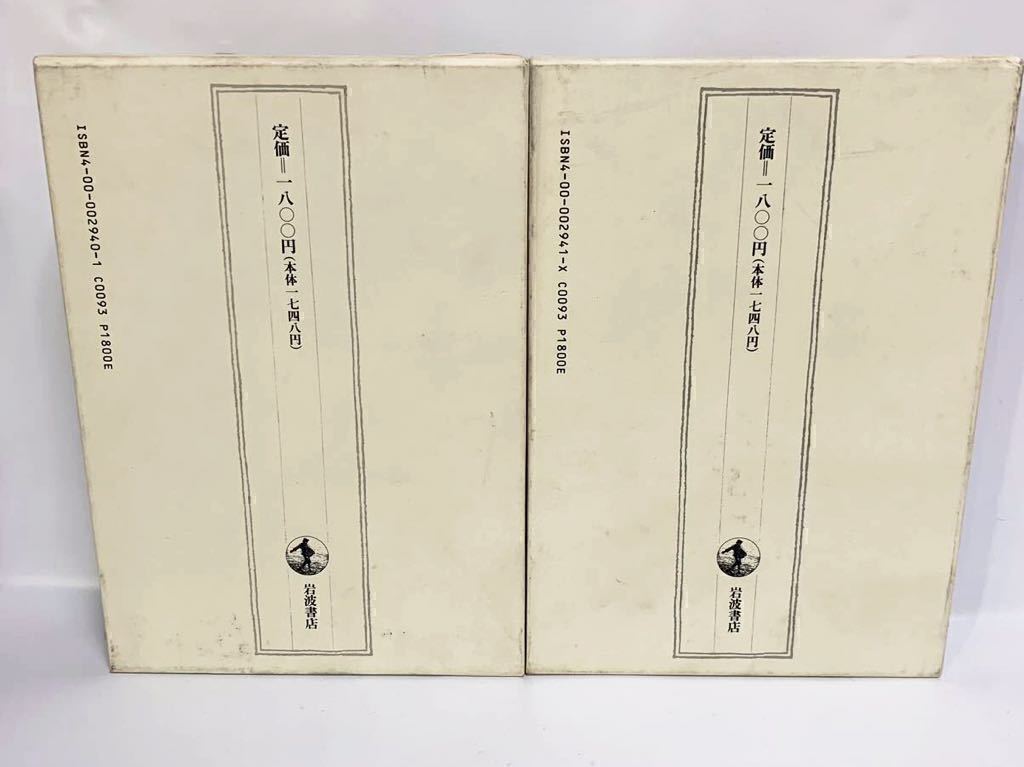 ISBN4-00-002940-1 C0093 P1800E
定価=一八〇〇円(本体一七四八円)
岩波書店
ISBN4-00-002941-X C0093 P1800E
定価=一八〇〇円(本体一七四八円)
岩波書店